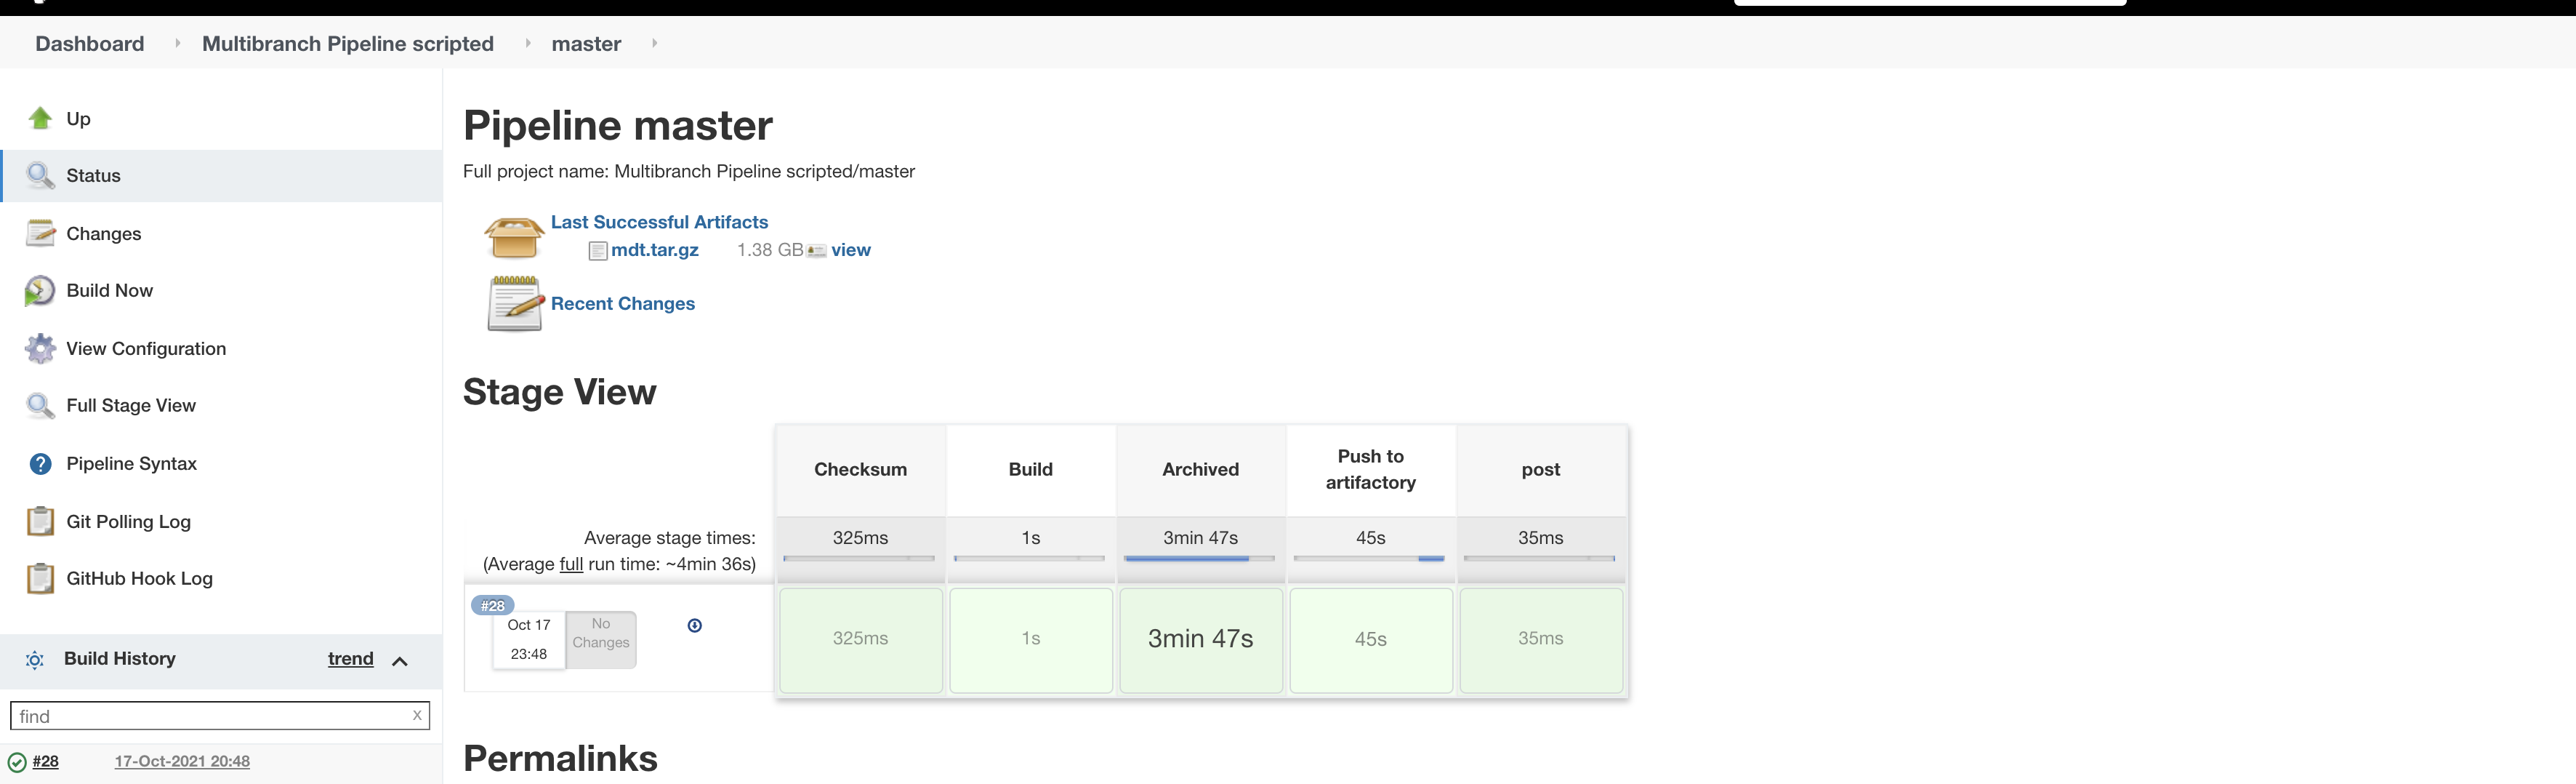 Dashboard Multibranch Pipeline scripted master
Up
Status
Changes
Build Now
View Configuration
Full Stage View
Pipeline Syntax
Git Polling Log
GitHub Hook Log
Build History trend
find x
#28 17-Oct-2021 20:48
Pipeline master
Full project name: Multibranch Pipeline scripted/master
Last Successful Artifacts
mdt.tar.gz 1.38 GB view
Recent Changes
Stage View
Checksum Build Archived Push to artifactory post
Average stage times:
(Average full run time: ~4min 36s)
325ms 1s 3min 47s 45s 35ms
#28
Oct 17
23:48
No
Changes
325ms 1s 3min 47s 45s 35ms
Permalinks